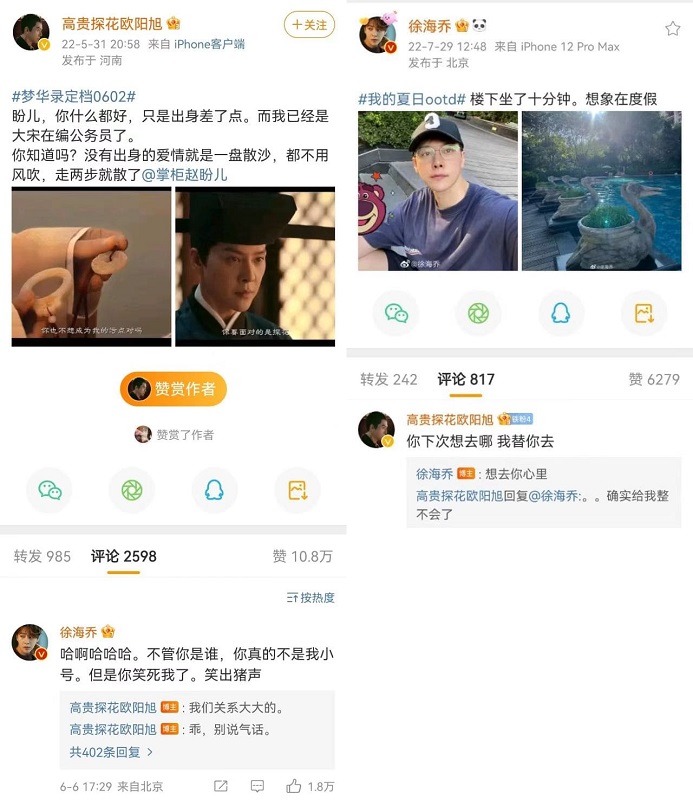 高贵探花欧阳旭
+关注
22-5-31 20:58 来自 iPhone客户端
发布于 河南
#梦华录定档0602#
盼儿，你什么都好，只是出身差了点。而我已经是
大宋在编公务员了。
你知道吗？没有出身的爱情就是一盘散沙，都不用
风吹，走两步就散了@掌柜赵盼儿
你也不想成为我的污点对吗
你要面对的是探花
赞赏作者
赞赏了作者
转发 985 评论 2598 赞 10.8万
按热度
徐海乔
哈啊哈哈哈。不管你是谁，你真的不是我小
号。但是你笑死我了。笑出猪声
高贵探花欧阳旭 博主 : 我们关系大大的。
高贵探花欧阳旭 博主 : 乖，别说气话。
共402条回复 >
6-6 17:29 来自北京
1.8万
徐海乔
22-7-29 12:48 来自 iPhone 12 Pro Max
发布于 北京
#我的夏日ootd# 楼下坐了十分钟。想象在度假
4
@徐海乔
@徐海乔
转发 242 评论 817 赞 6279
高贵探花欧阳旭 铁粉4
你下次想去哪 我替你去
徐海乔 博主 : 想去你心里
高贵探花欧阳旭回复@徐海乔:。。确实给我整
不会了